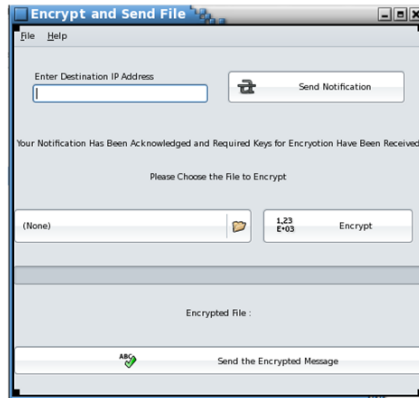 Encrypt and Send File
File Help
Enter Destination IP Address
Send Notification
Your Notification Has Been Acknowledged and Required Keys for Encryotion Have Been Received
Please Choose the File to Encrypt
(None)
1,23
E+03
Encrypt
Encrypted File :
ABC
Send the Encrypted Message